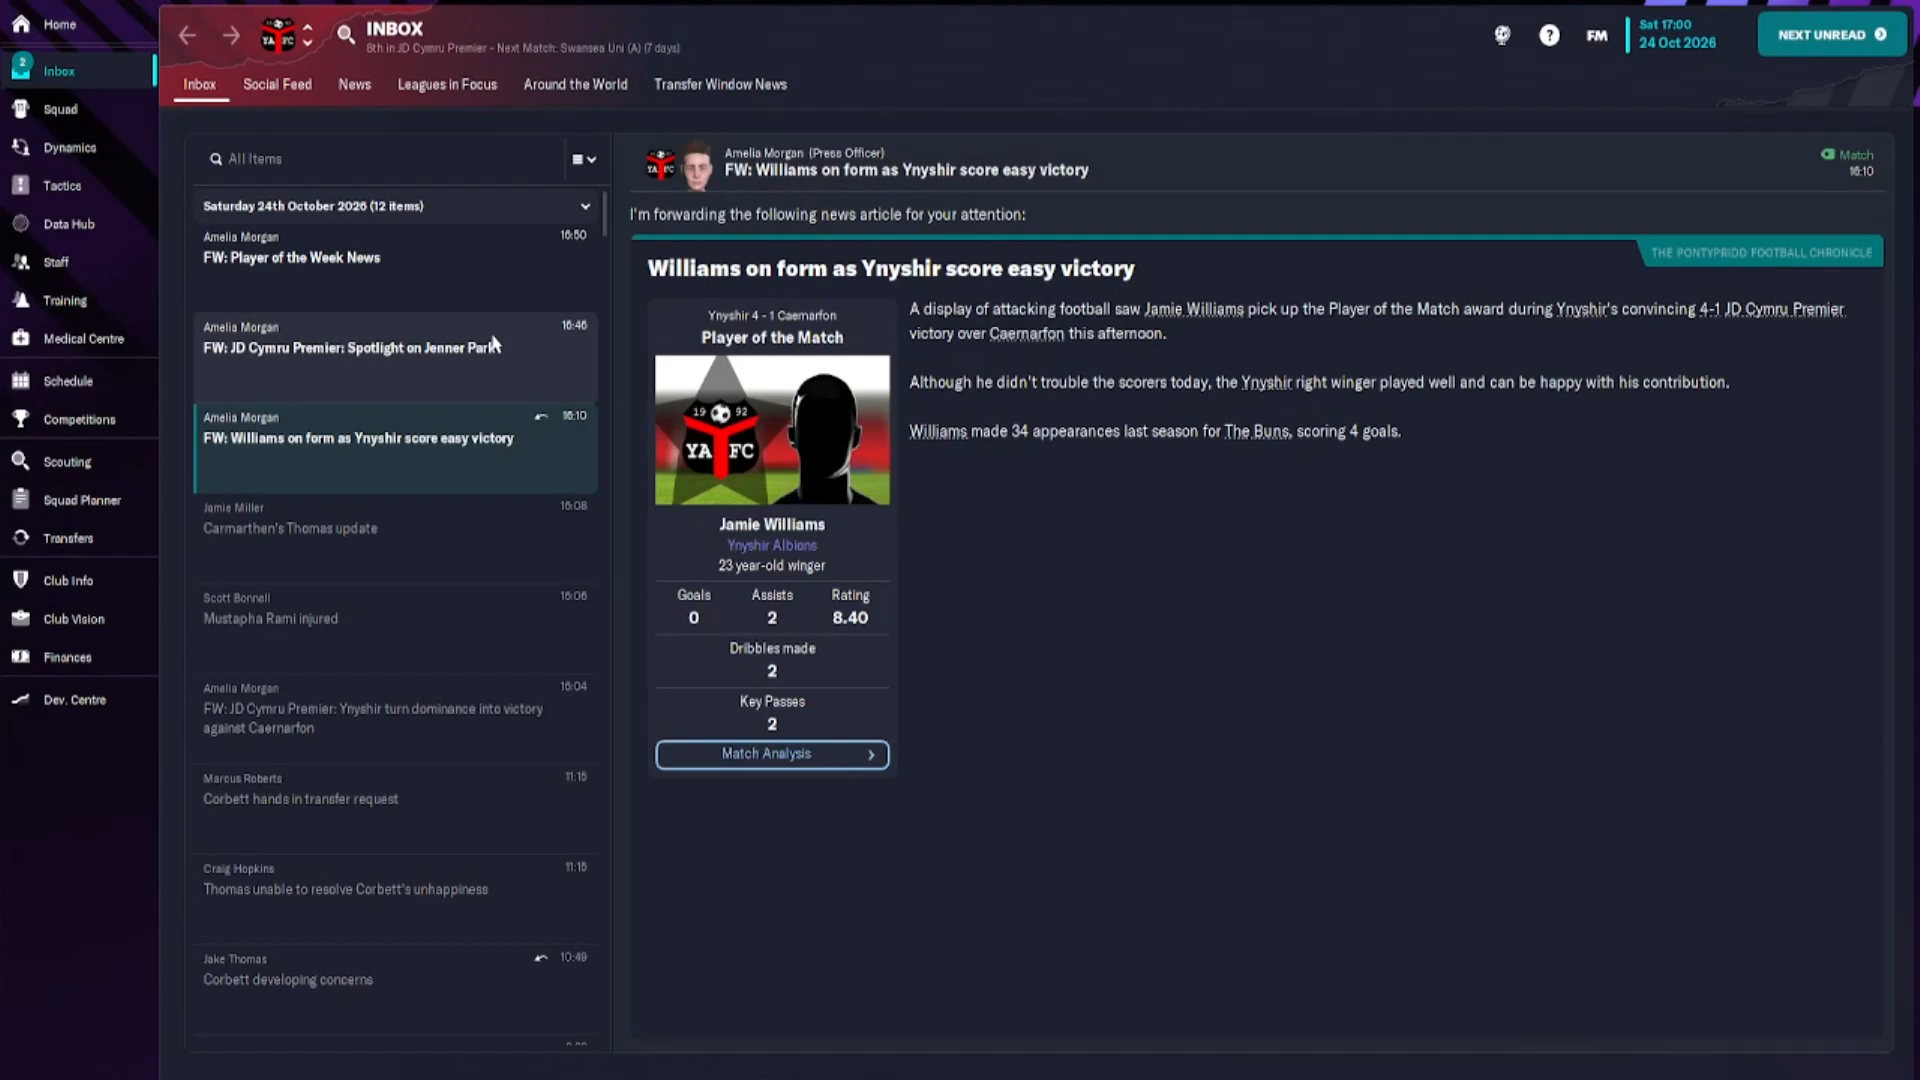 Home
2
Inbox
Squad
Dynamics
Tactics
Data Hub
Staff
Training
Medical Centre
Schedule
Competitions
Scouting
Squad Planner
Transfers
Club Info
Club Vision
Finances
Dev. Centre
INBOX
8th in JD Cymru Premier - Next Match: Swansea Uni (A) (7 days)
FM
Sat 17:00
24 Oct 2026
NEXT UNREAD
Inbox Social Feed News Leagues in Focus Around the World Transfer Window News
All Items
Saturday 24th October 2026 (12 items)
Amelia Morgan 16:50
FW: Player of the Week News
Amelia Morgan 16:46
FW: JD Cymru Premier: Spotlight on Jenner Park
Amelia Morgan 16:10
FW: Williams on form as Ynyshir score easy victory
Jamie Miller 16:08
Carmarthen's Thomas update
Scott Bonnell 16:06
Mustapha Rami injured
Amelia Morgan 16:04
FW: JD Cymru Premier: Ynyshir turn dominance into victory
against Caernarfon
Marcus Roberts 11:15
Corbett hands in transfer request
Craig Hopkins 11:15
Thomas unable to resolve Corbett's unhappiness
Jake Thomas 10:49
Corbett developing concerns
Amelia Morgan (Press Officer)
FW: Williams on form as Ynyshir score easy victory
Match
16:10
I'm forwarding the following news article for your attention:
THE PONTYPRIDD FOOTBALL CHRONICLE
Williams on form as Ynyshir score easy victory
Ynyshir 4 - 1 Caernarfon
Player of the Match
19 92
YA FC
Jamie Williams
Ynyshir Albions
23 year-old winger
Goals Assists Rating
0 2 8.40
Dribbles made
2
Key Passes
2
Match Analysis
A display of attacking football saw Jamie Williams pick up the Player of the Match award during Ynyshir's convincing 4-1 JD Cymru Premier
victory over Caernarfon this afternoon.
Although he didn't trouble the scorers today, the Ynyshir right winger played well and can be happy with his contribution.
Williams made 34 appearances last season for The Buns, scoring 4 goals.